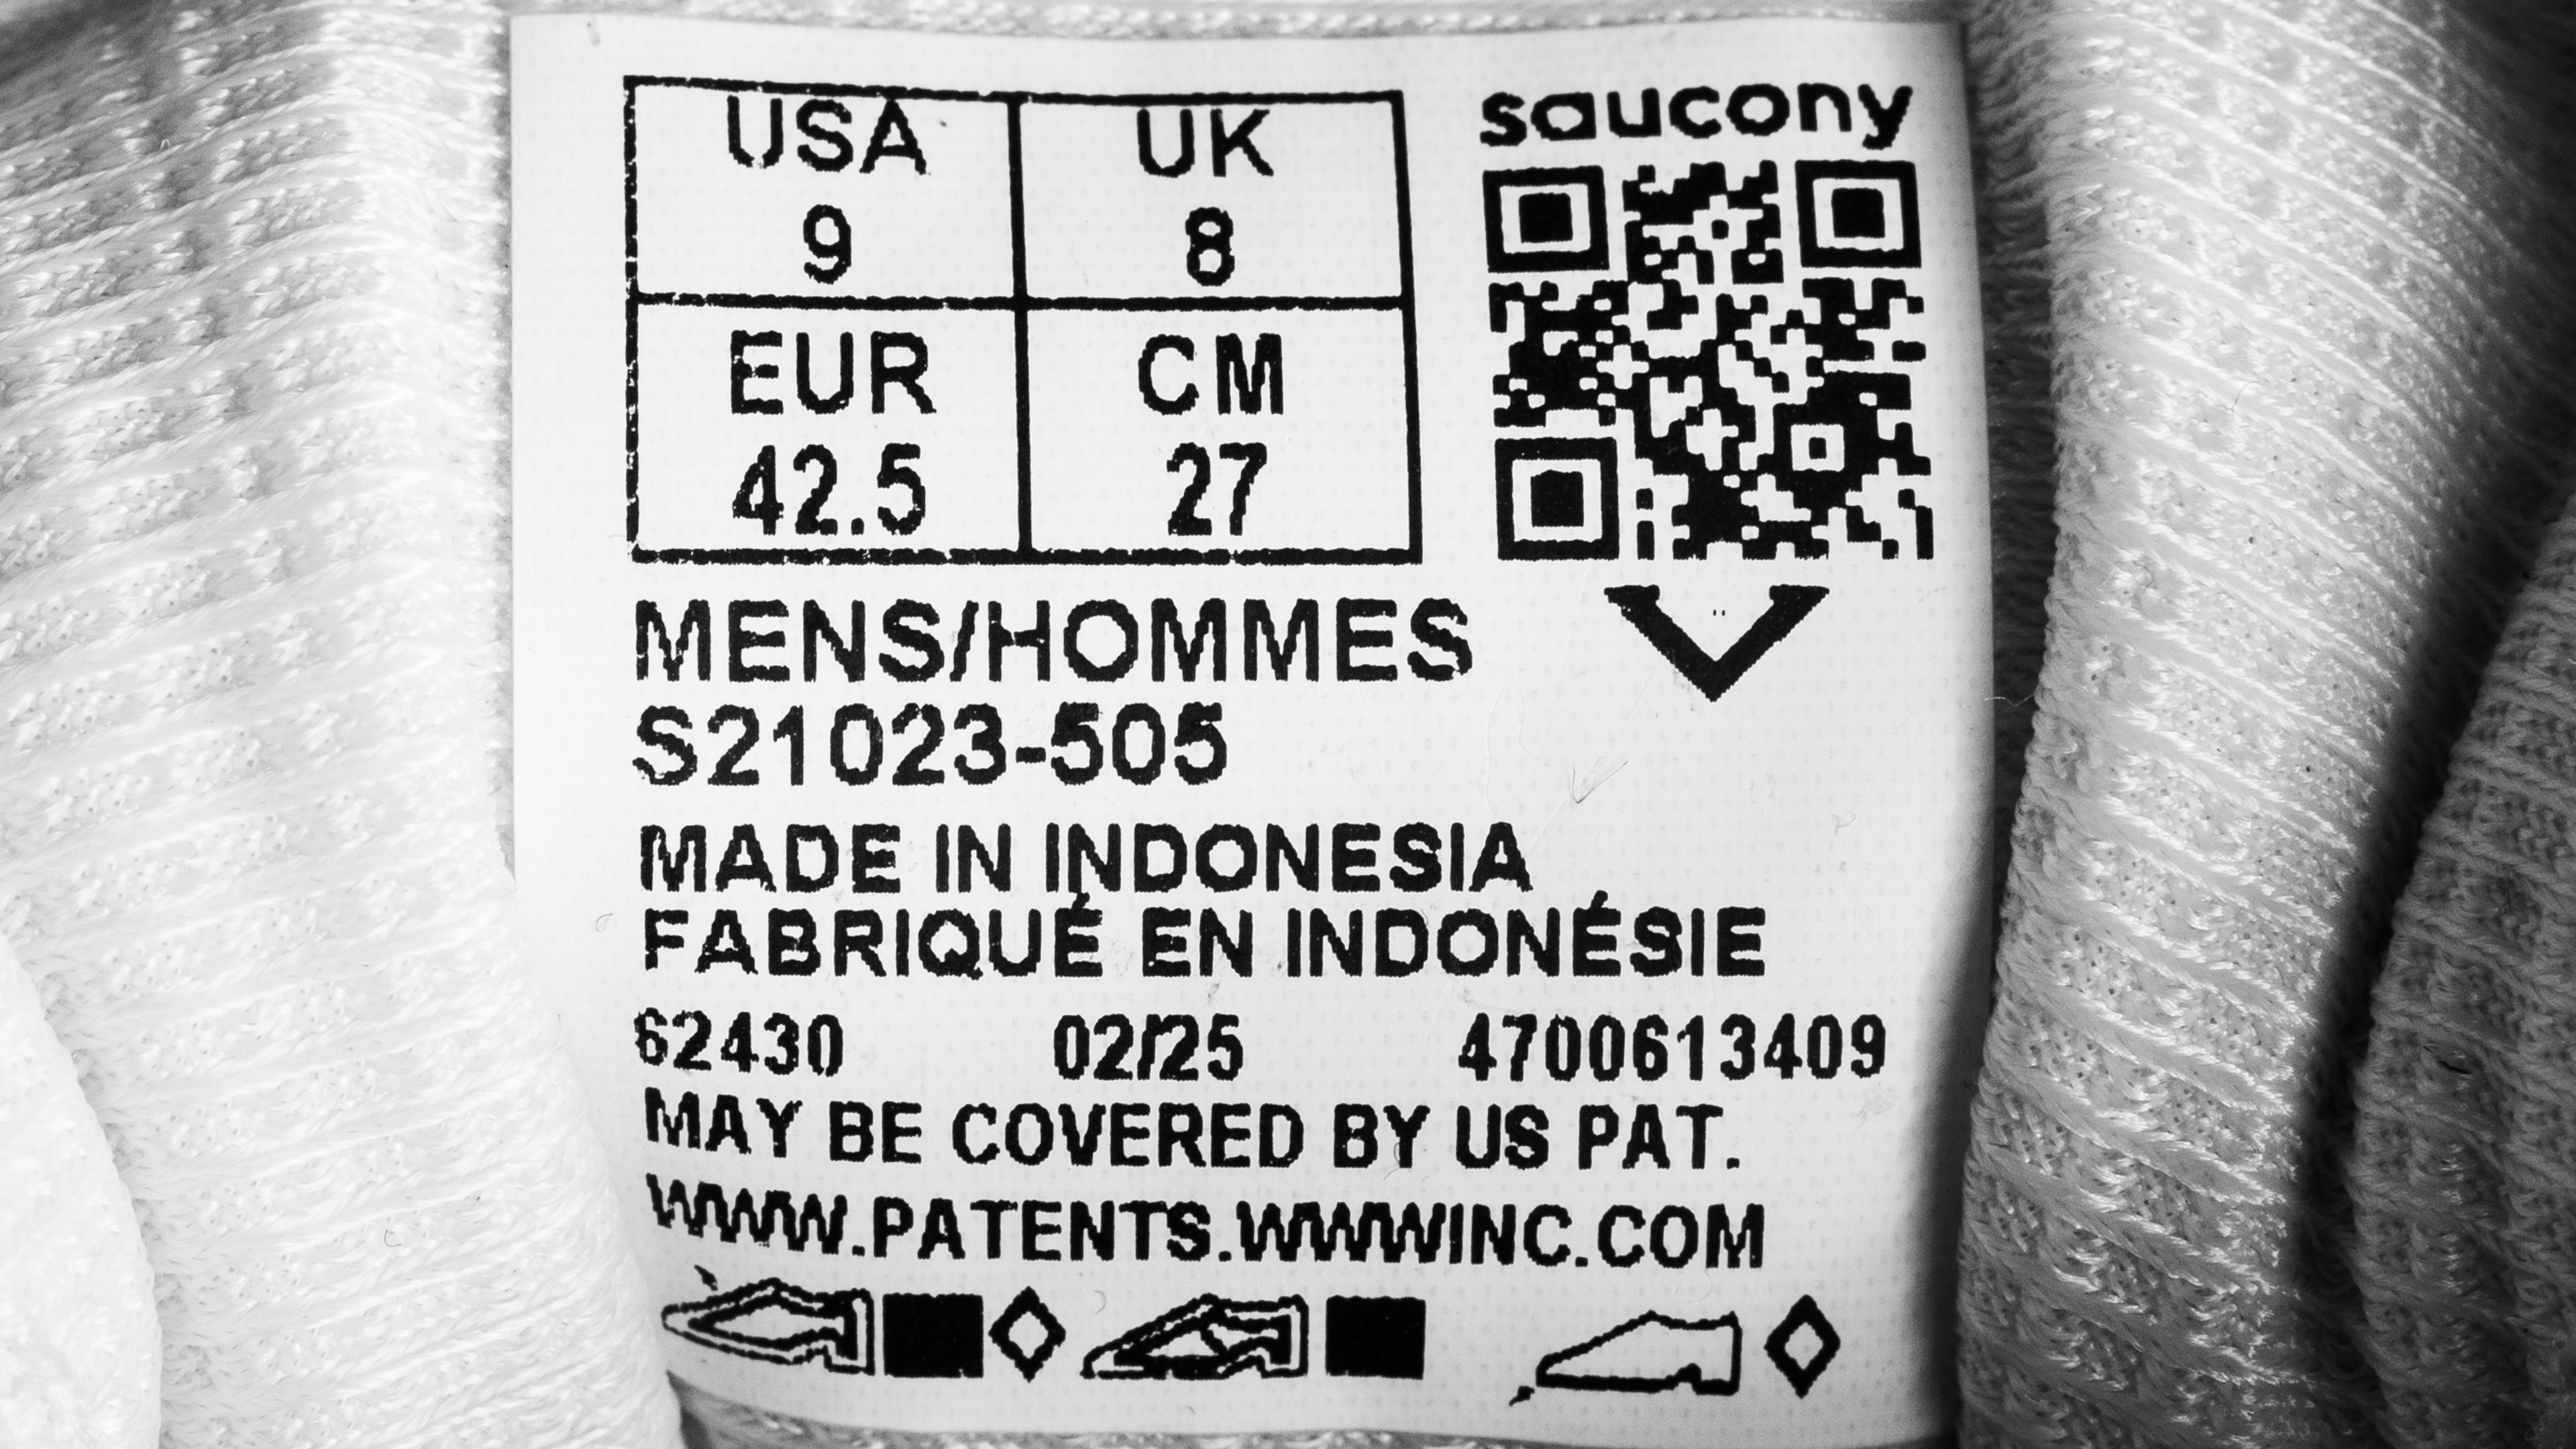 USA UK
9 8
EUR CM
42.5 27
saucony
MENS/HOMMES
S21023-505
MADE IN INDONESIA
FABRIQUÉ EN INDONÉSIE
62430 02/25 4700613409
MAY BE COVERED BY US PAT.
WWW.PATENTS.WWWINC.COM